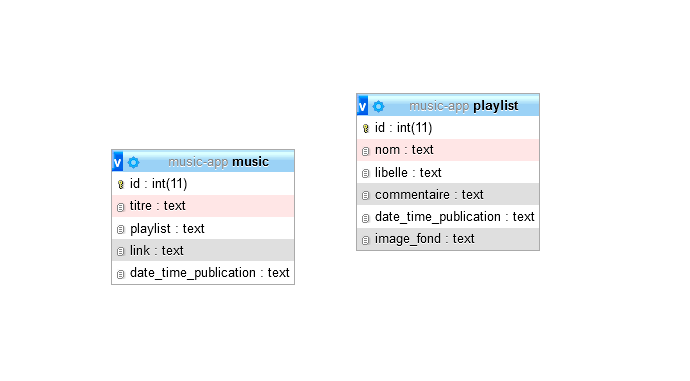 v music-app music
id : int(11)
titre : text
playlist : text
link : text
date_time_publication : text
v music-app playlist
id : int(11)
nom : text
libelle : text
commentaire : text
date_time_publication : text
image_fond : text